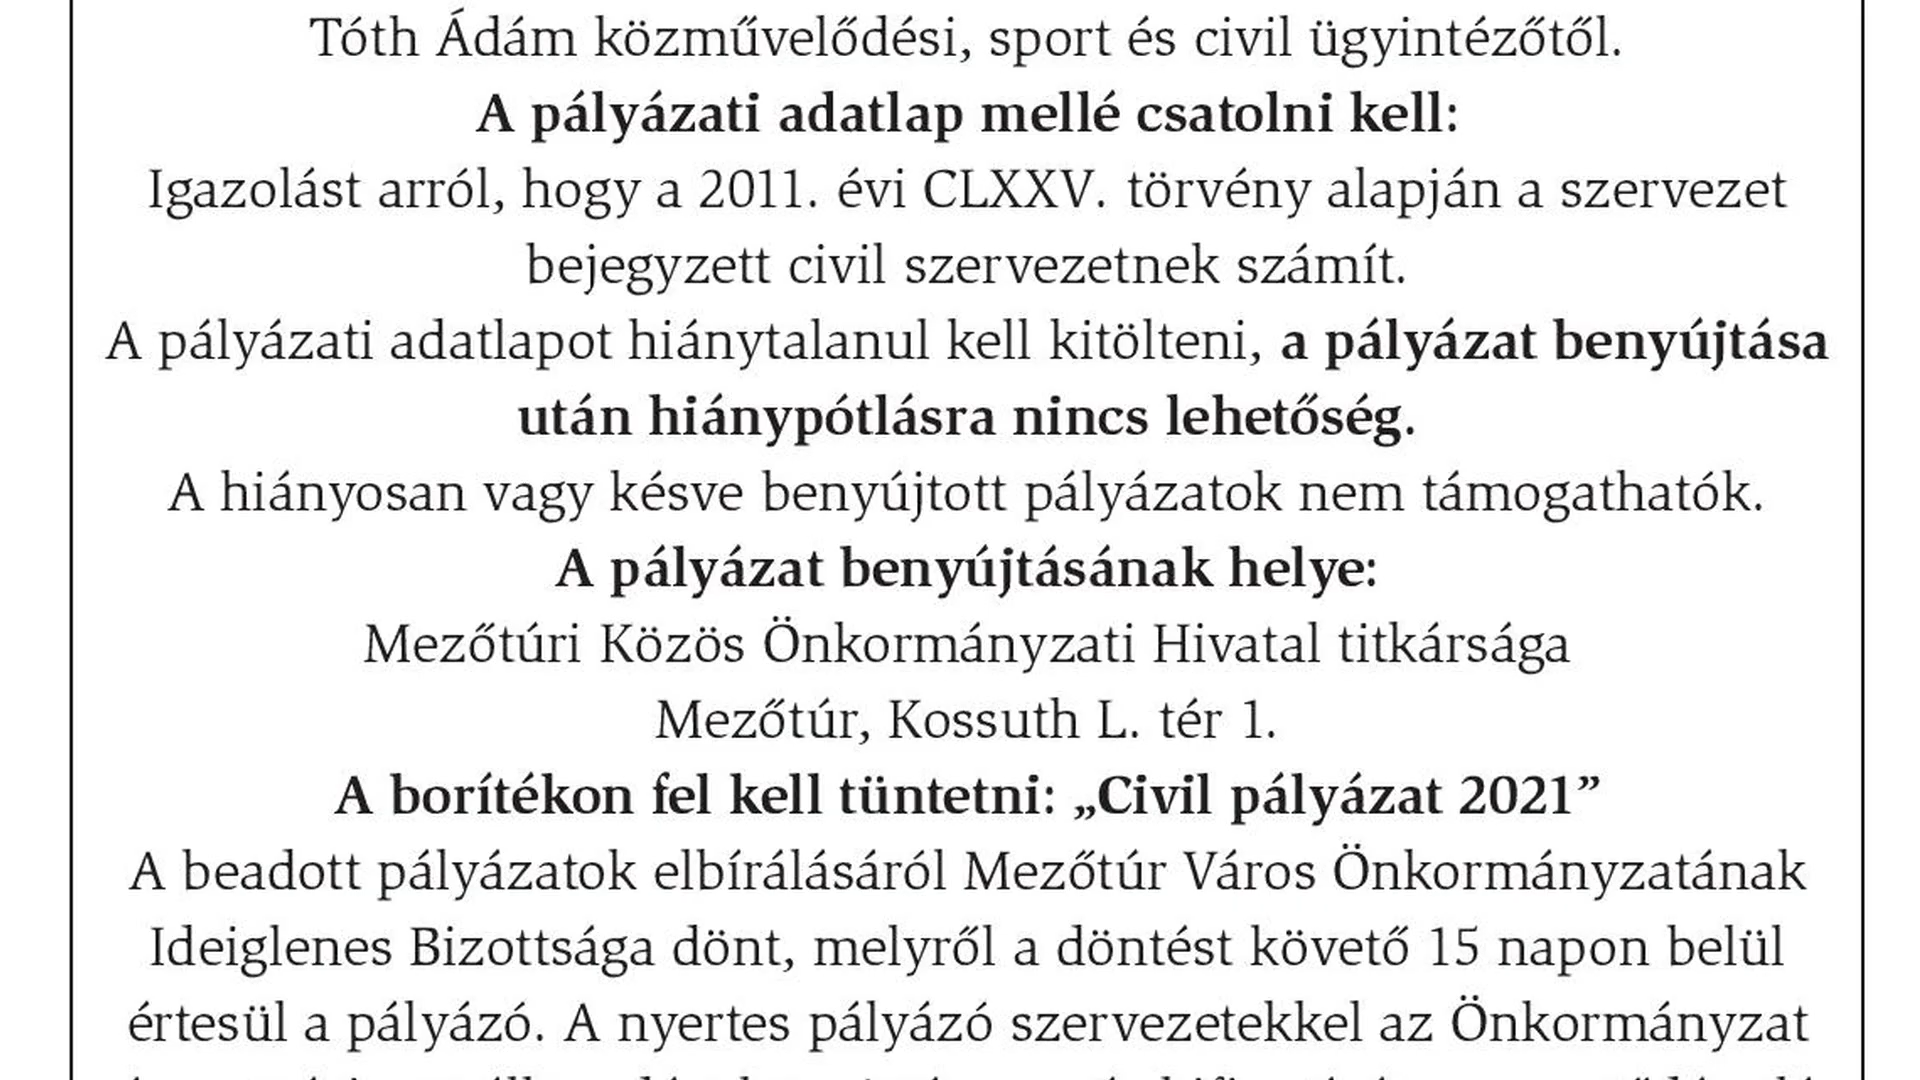 Tóth Ádám közművelődési, sport és civil ügyintézőtől.
A pályázati adatlap mellé csatolni kell:
Igazolást arról, hogy a 2011. évi CLXXV. törvény alapján a szervezet
bejegyzett civil szervezetnek számít.
A pályázati adatlapot hiánytalanul kell kitölteni, a pályázat benyújtása
után hiánypótlásra nincs lehetőség.
A hiányosan vagy késve benyújtott pályázatok nem támogathatók.
A pályázat benyújtásának helye:
Mezőtúri Közös Önkormányzati Hivatal titkársága
Mezőtúr, Kossuth L. tér 1.
A borítékon fel kell tüntetni: „Civil pályázat 2021”
A beadott pályázatok elbírálásáról Mezőtúr Város Önkormányzatának
Ideiglenes Bizottsága dönt, melyről a döntést követő 15 napon belül
értesül a pályázó. A nyertes pályázó szervezetekkel az Önkormányzat